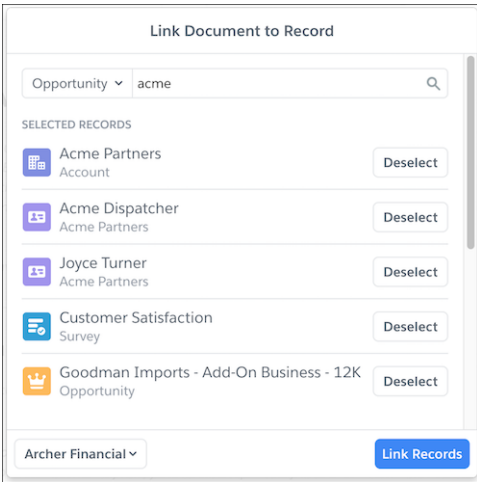 Link Document to Record
Opportunity acme
SELECTED RECORDS
Acme Partners
Account
Deselect
Acme Dispatcher
Acme Partners
Deselect
Joyce Turner
Acme Partners
Deselect
Customer Satisfaction
Survey
Deselect
Goodman Imports - Add-On Business - 12K
Opportunity
Deselect
Archer Financial Link Records